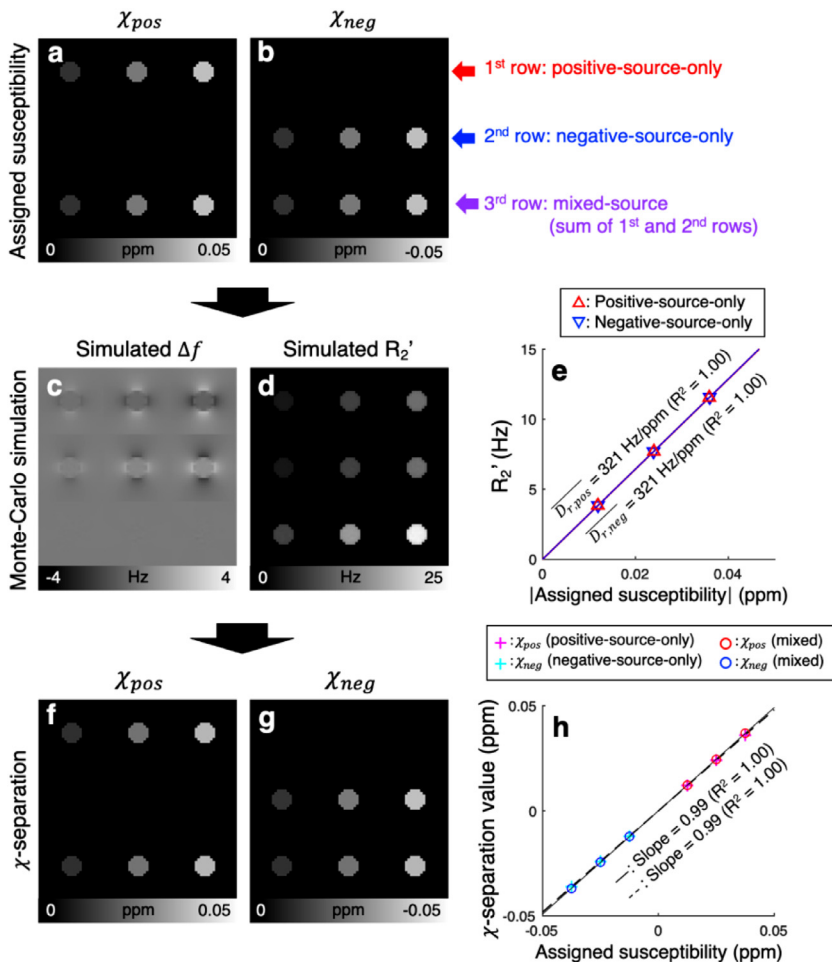 χpos
χneg
Assigned susceptibility
a
b
1st row: positive-source-only
2nd row: negative-source-only
3rd row: mixed-source
(sum of 1st and 2nd rows)
0 ppm 0.05
0 ppm -0.05
Monte-Carlo simulation
Simulated Δf
Simulated R2'
c
d
-4 Hz 4
0 Hz 25
△: Positive-source-only
▽: Negative-source-only
e
R2' (Hz)
15
10
5
0
0 0.02 0.04
|Assigned susceptibility| (ppm)
Dr,pos = 321 Hz/ppm (R2 = 1.00)
Dr,neg = 321 Hz/ppm (R2 = 1.00)
χ-separation
χpos
χneg
f
g
0 ppm 0.05
0 ppm -0.05
+: χpos (positive-source-only) ○: χpos (mixed)
+: χneg (negative-source-only) ○: χneg (mixed)
h
χ-separation value (ppm)
0.05
0
-0.05
-0.05 0 0.05
Assigned susceptibility (ppm)
—: Slope = 0.99 (R2 = 1.00)
--: Slope = 0.99 (R2 = 1.00)